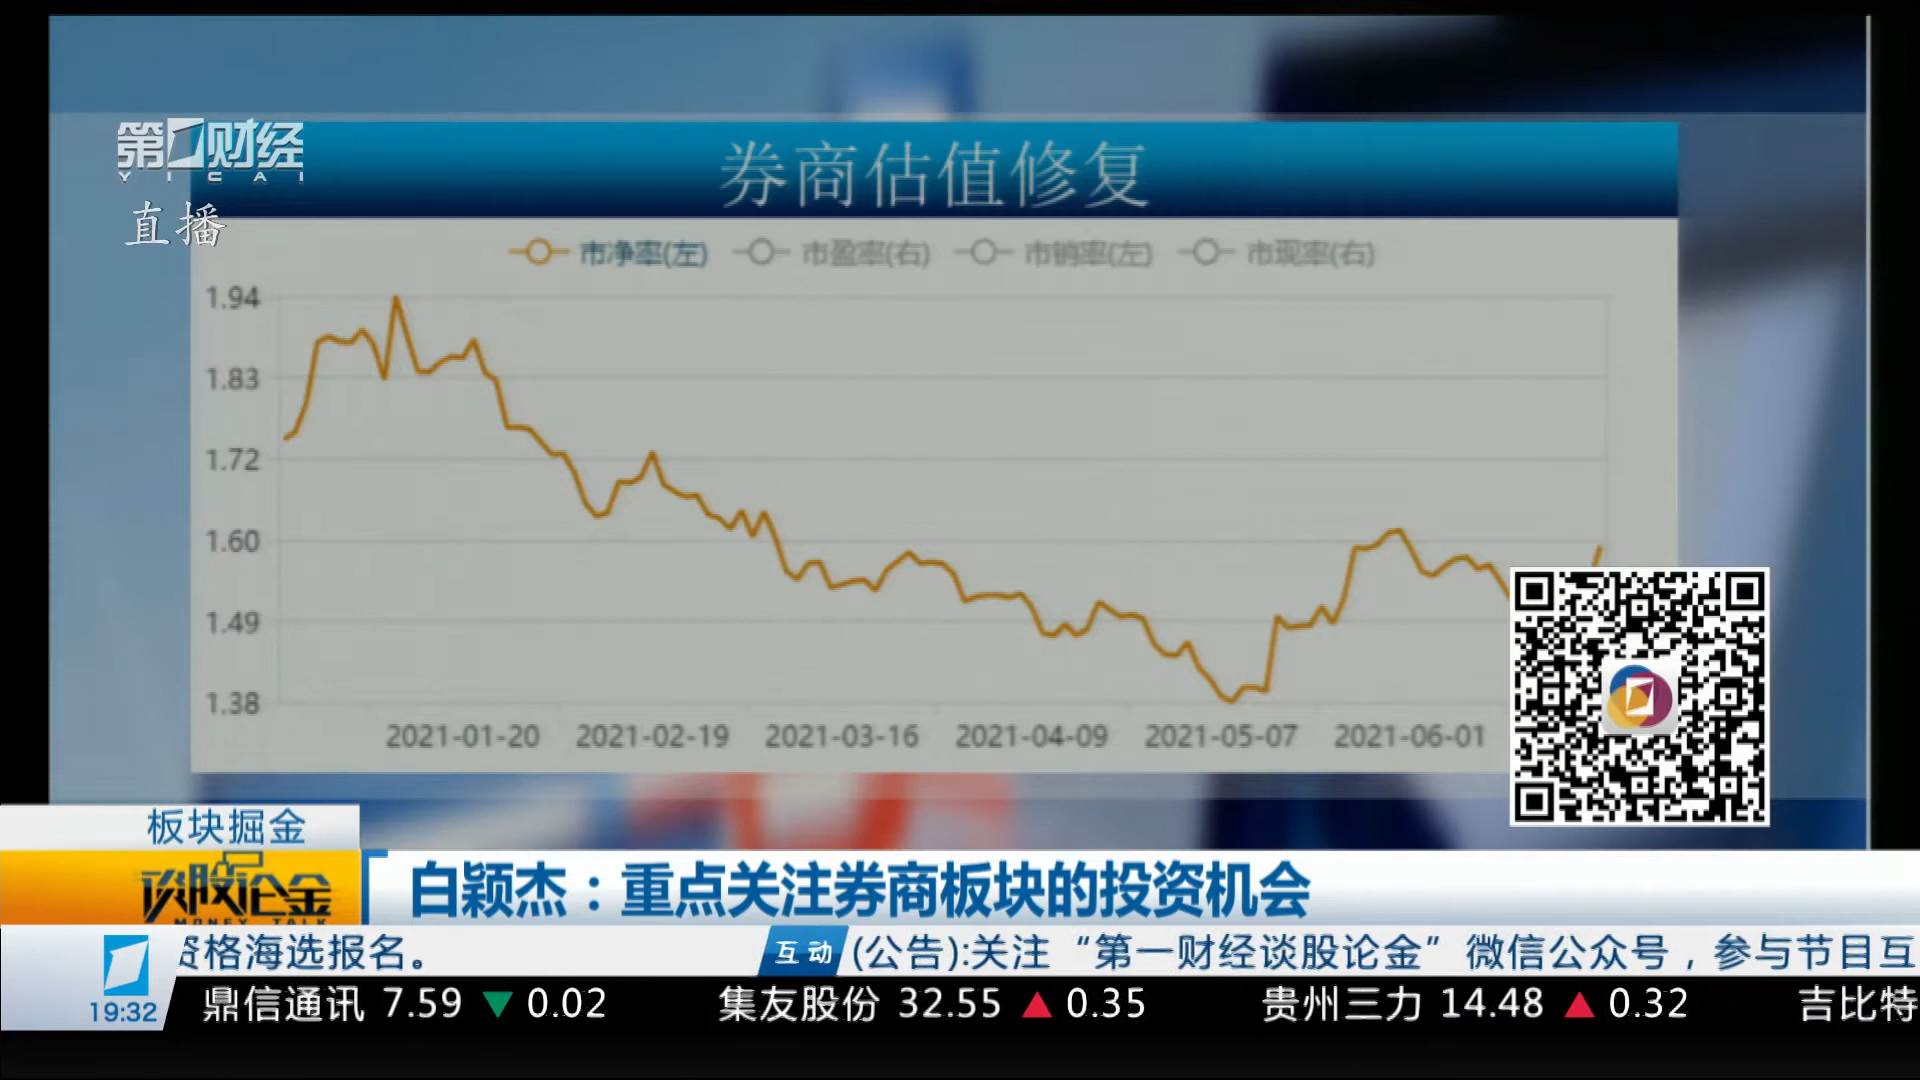 第一财经
YICAI
直播
券商估值修复
市净率(左) 市盈率(右) 市销率(左) 市现率(右)
1.94
1.83
1.72
1.60
1.49
1.38
2021-01-20 2021-02-19 2021-03-16 2021-04-09 2021-05-07 2021-06-01
板块掘金
谈股论金
MONEY TALK
白颖杰：重点关注券商板块的投资机会
资格海选报名。 互动 (公告):关注“第一财经谈股论金”微信公众号，参与节目互
19:32
鼎信通讯 7.59 ▼ 0.02 集友股份 32.55 ▲ 0.35 贵州三力 14.48 ▲ 0.32 吉比特